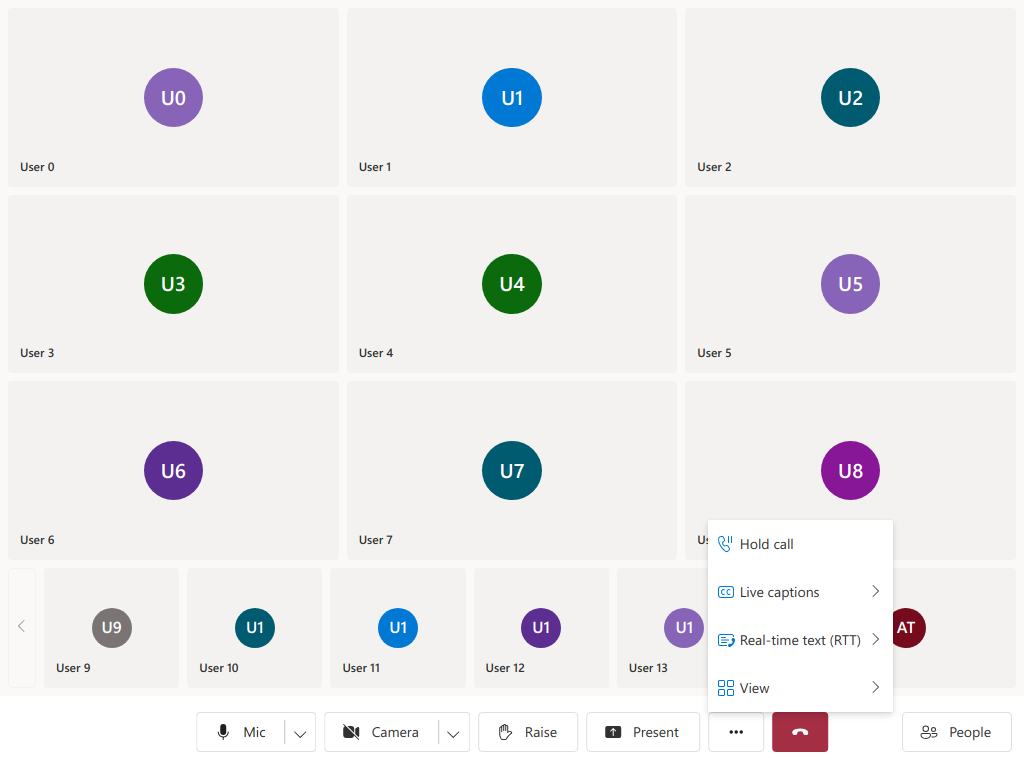 U0
User 0
U1
User 1
U2
User 2
U3
User 3
U4
User 4
U5
User 5
U6
User 6
U7
User 7
U8
U9
User 9
U1
User 10
U1
User 11
U1
User 12
U1
User 13
AT
Hold call
CC Live captions
Real-time text (RTT)
View
Mic
Camera
Raise
Present
People